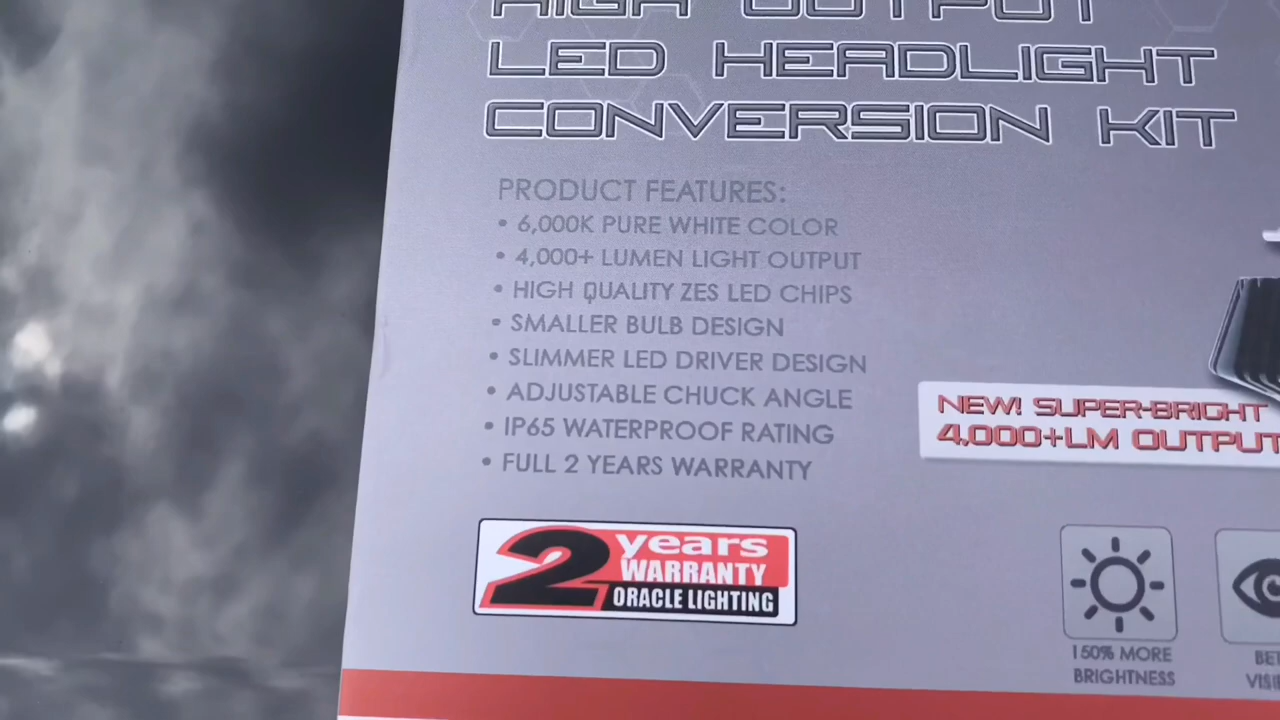 HIGH OUTPUT
LED HEADLIGHT
CONVERSION KIT
PRODUCT FEATURES:
• 6,000K PURE WHITE COLOR
• 4,000+ LUMEN LIGHT OUTPUT
• HIGH QUALITY ZES LED CHIPS
• SMALLER BULB DESIGN
• SLIMMER LED DRIVER DESIGN
• ADJUSTABLE CHUCK ANGLE
• IP65 WATERPROOF RATING
• FULL 2 YEARS WARRANTY
NEW! SUPER-BRIGHT
4,000+LM OUTPUT
2 years
WARRANTY
ORACLE LIGHTING
150% MORE
BRIGHTNESS